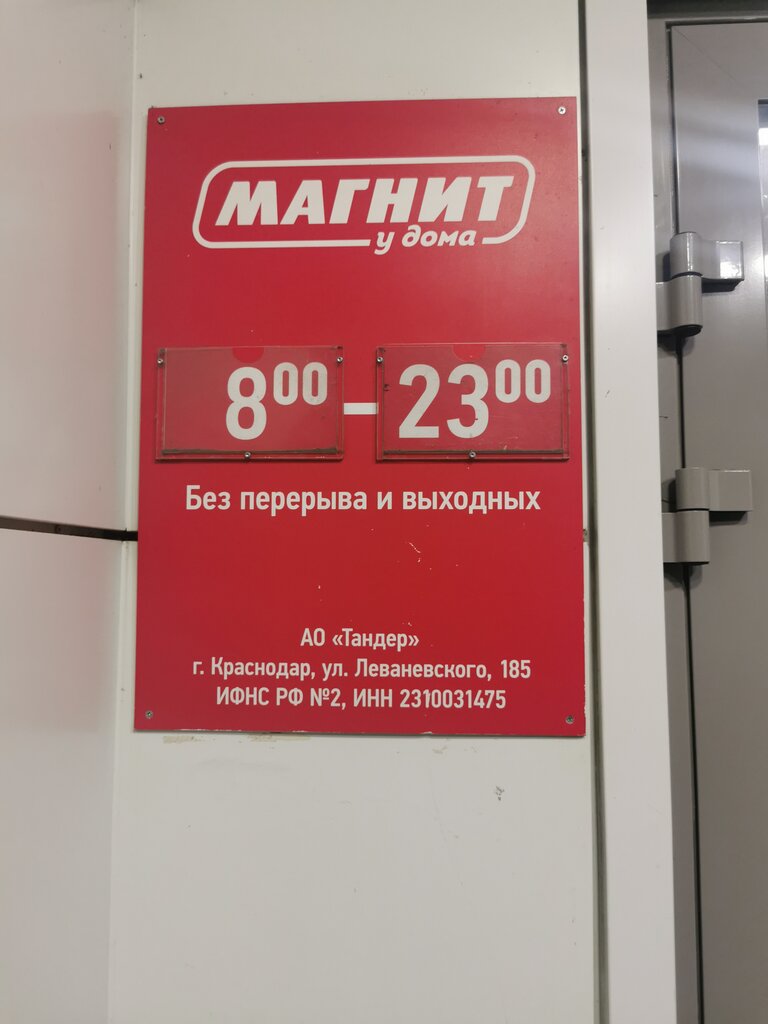 МАГНИТ
у дома
8⁰⁰ – 23⁰⁰
Без перерыва и выходных
АО «Тандер»
г. Краснодар, ул. Леваневского, 185
ИФНС РФ №2, ИНН 2310031475